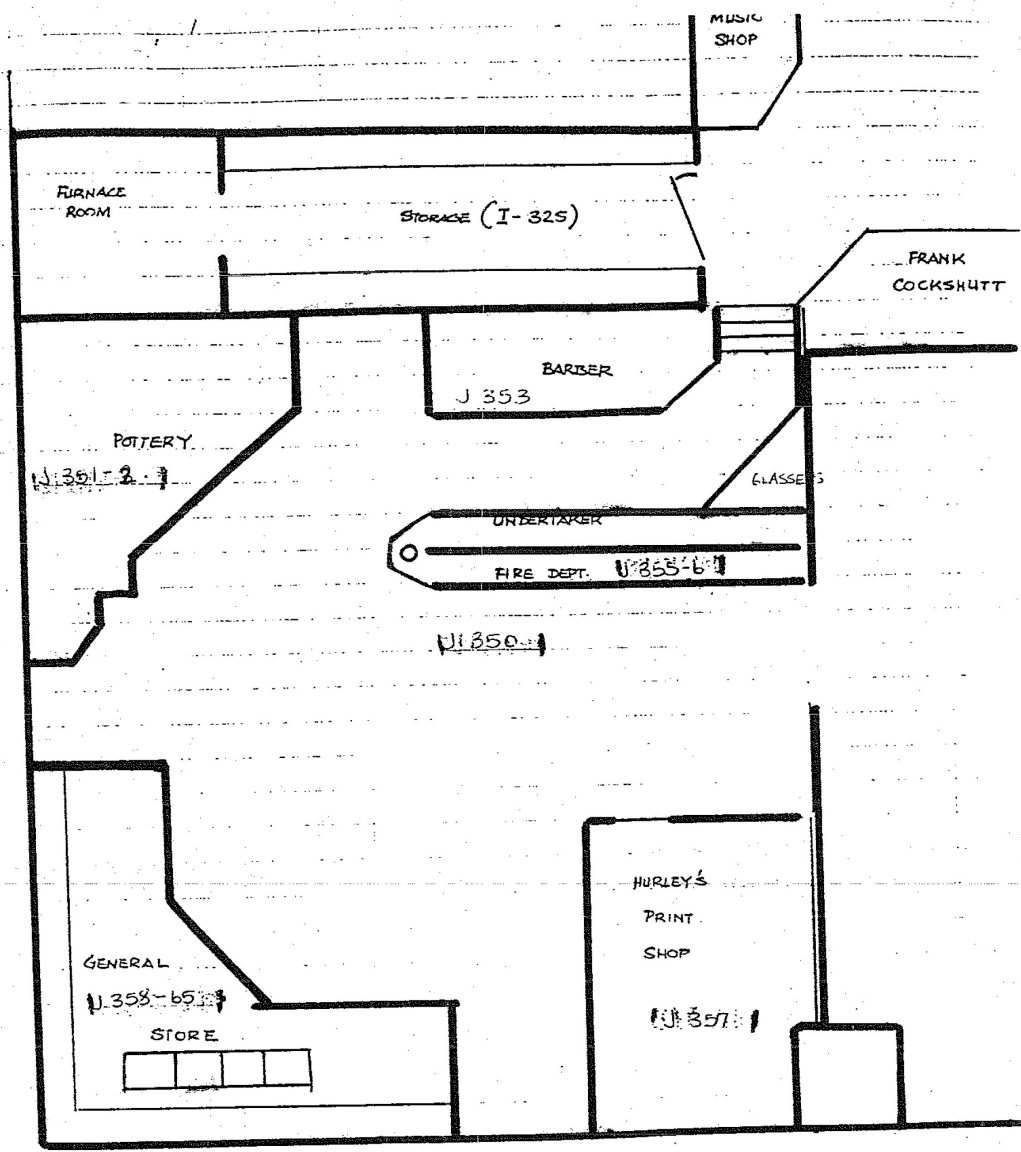 MUSIC
SHOP
FURNACE
ROOM
STORAGE (I-325)
FRANK
COCKSHUTT
BARBER
J 353
POTTERY
J 351-2
GLASSES
UNDERTAKER
FIRE DEPT. J 355-6
J 350
HURLEY'S
PRINT
SHOP
J 357
GENERAL
J 358-65
STORE